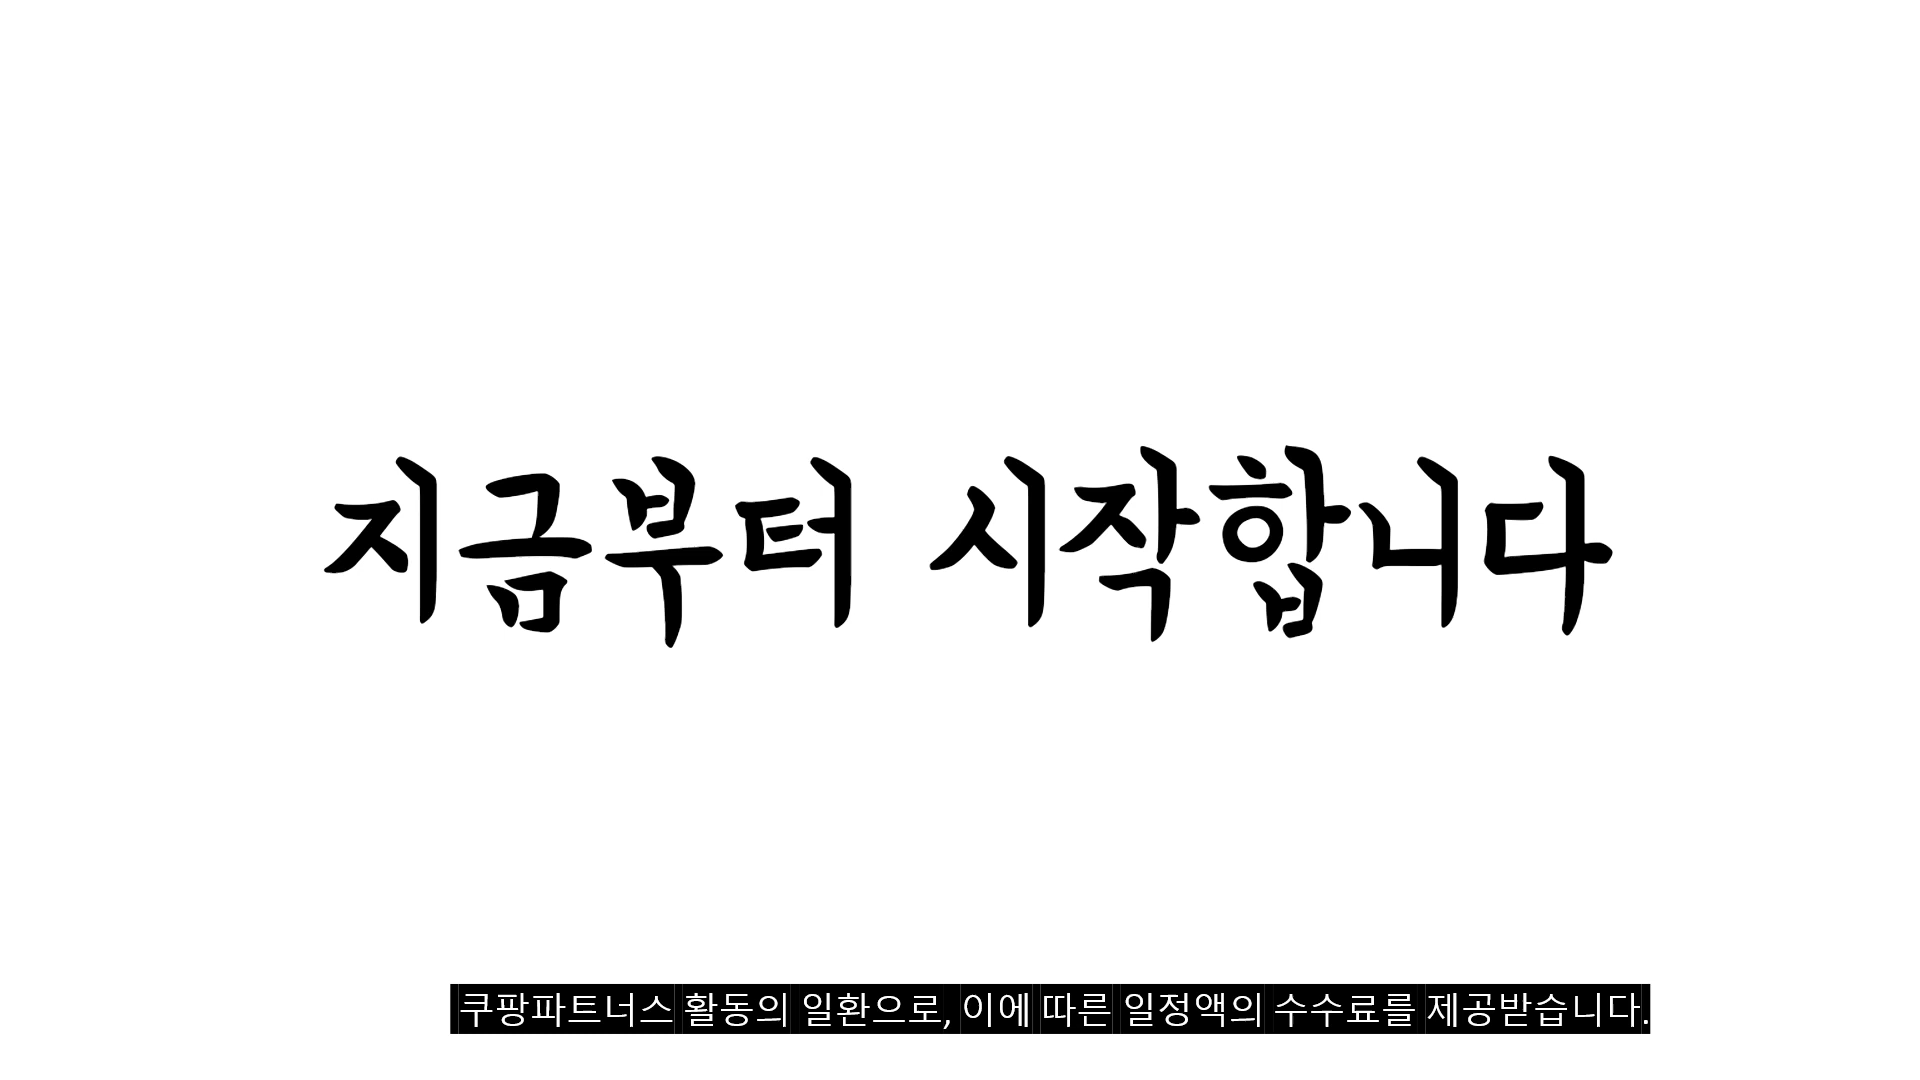 지금부터 시작합니다
쿠팡파트너스 활동의 일환으로, 이에 따른 일정액의 수수료를 제공받습니다.